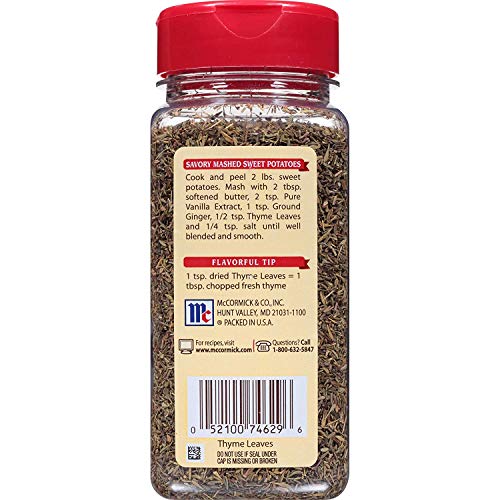 SAVORY MASHED SWEET POTATOES
Cook and peel 2 lbs. sweet
potatoes. Mash with 2 tbsp.
softened butter, 2 tsp. Pure
Vanilla Extract, 1 tsp. Ground
Ginger, 1/2 tsp. Thyme Leaves
and 1/4 tsp. salt until well
blended and smooth.
FLAVORFUL TIP
1 tsp. dried Thyme Leaves = 1
tbsp. chopped fresh thyme
Mc
McCORMICK & CO., INC.
HUNT VALLEY, MD 21031-1100
® PACKED IN U.S.A.
For recipes, visit
www.mccormick.com
Questions? Call
1-800-632-5847
0 52100 74629 6
Thyme Leaves
DO NOT USE IF SEAL UNDER
CAP IS MISSING OR BROKEN